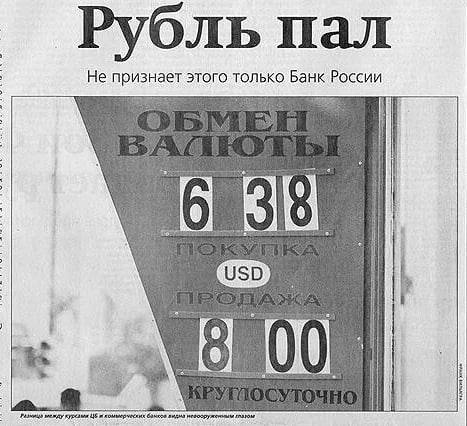 Рубль пал
Не признает этого только Банк России
ОБМЕН
ВАЛЮТЫ
6 38
ПОКУПКА
USD
ПРОДАЖА
8 00
КРУГЛОСУТОЧНО
Разница между курсами ЦБ и коммерческих банков видна невооруженным глазом